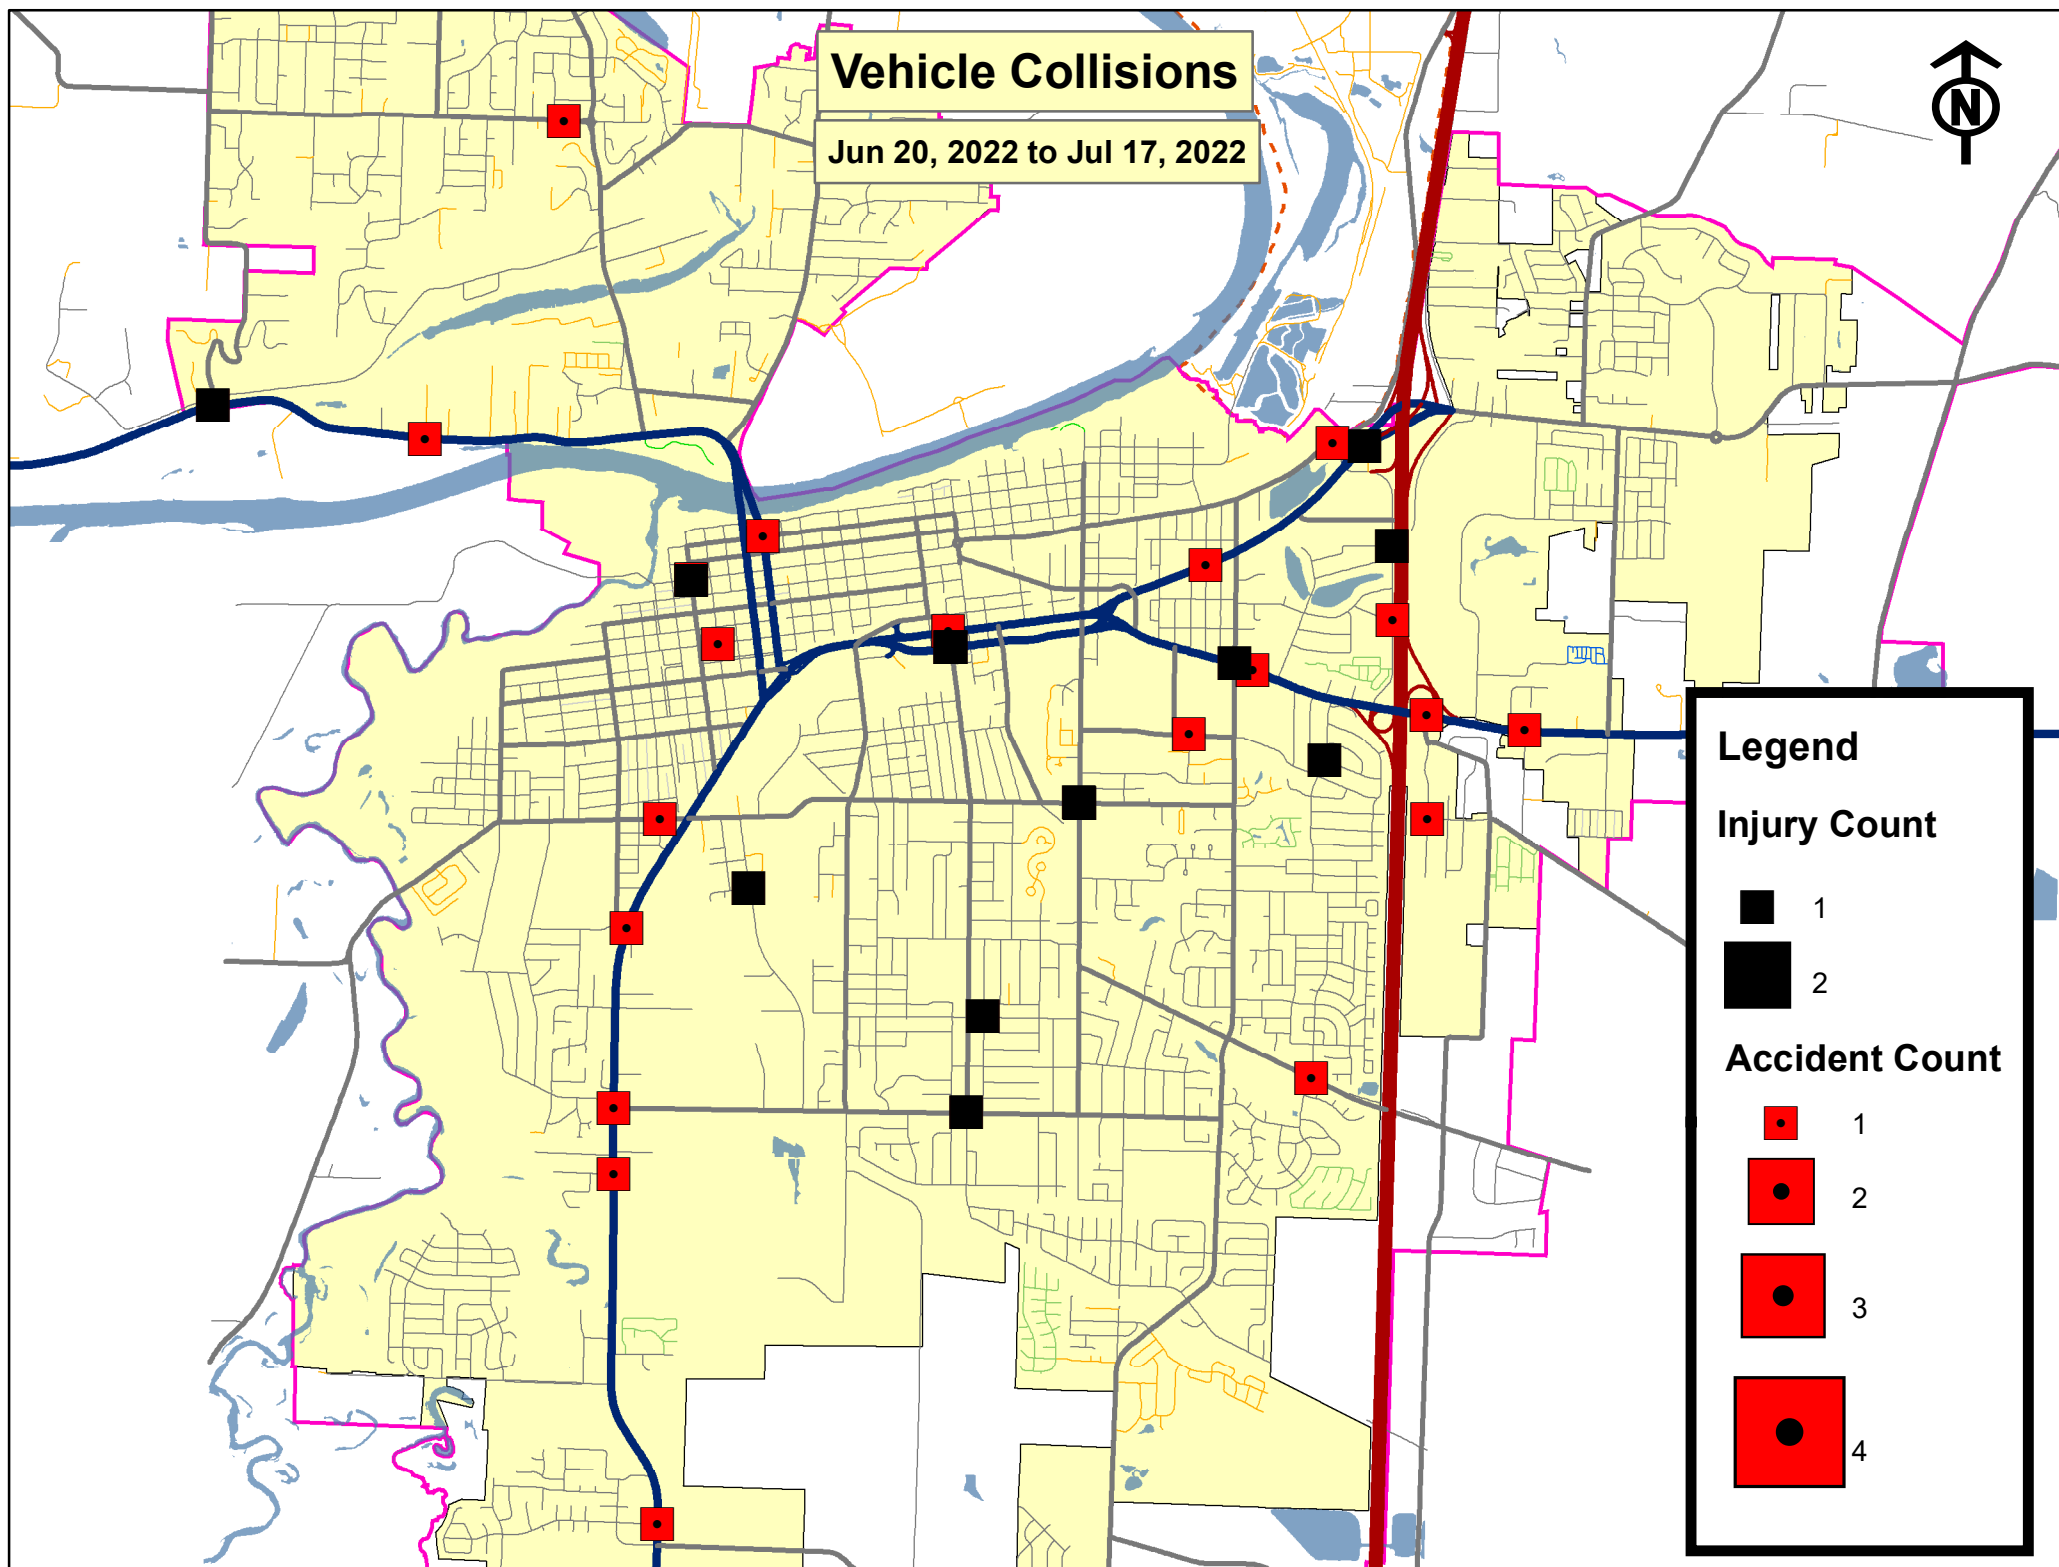 Vehicle Collisions
Jun 20, 2022 to Jul 17, 2022
N
Legend
Injury Count
1
2
Accident Count
1
2
3
4